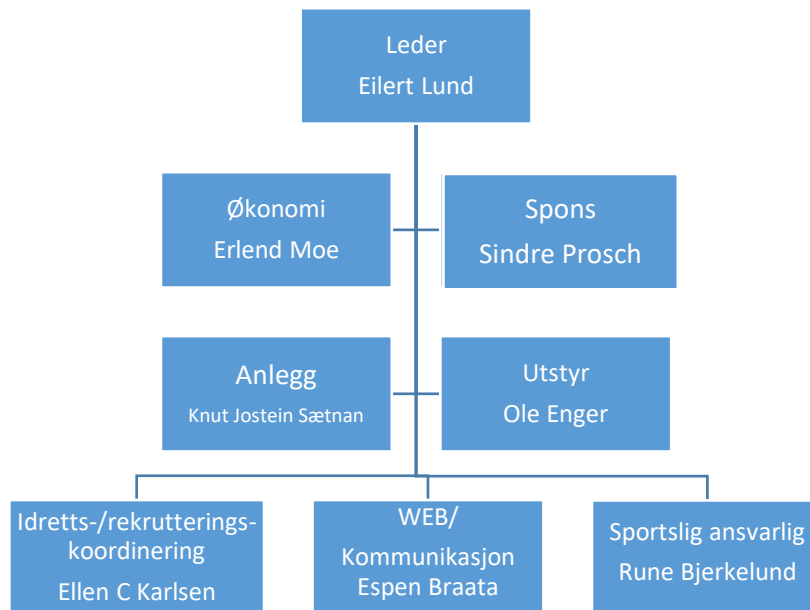 Leder
Eilert Lund
Økonomi
Erlend Moe
Spons
Sindre Prosch
Anlegg
Knut Jostein Sætnan
Utstyr
Ole Enger
Idretts-/rekrutterings-
koordinering
Ellen C Karlsen
WEB/
Kommunikasjon
Espen Braata
Sportslig ansvarlig
Rune Bjerkelund